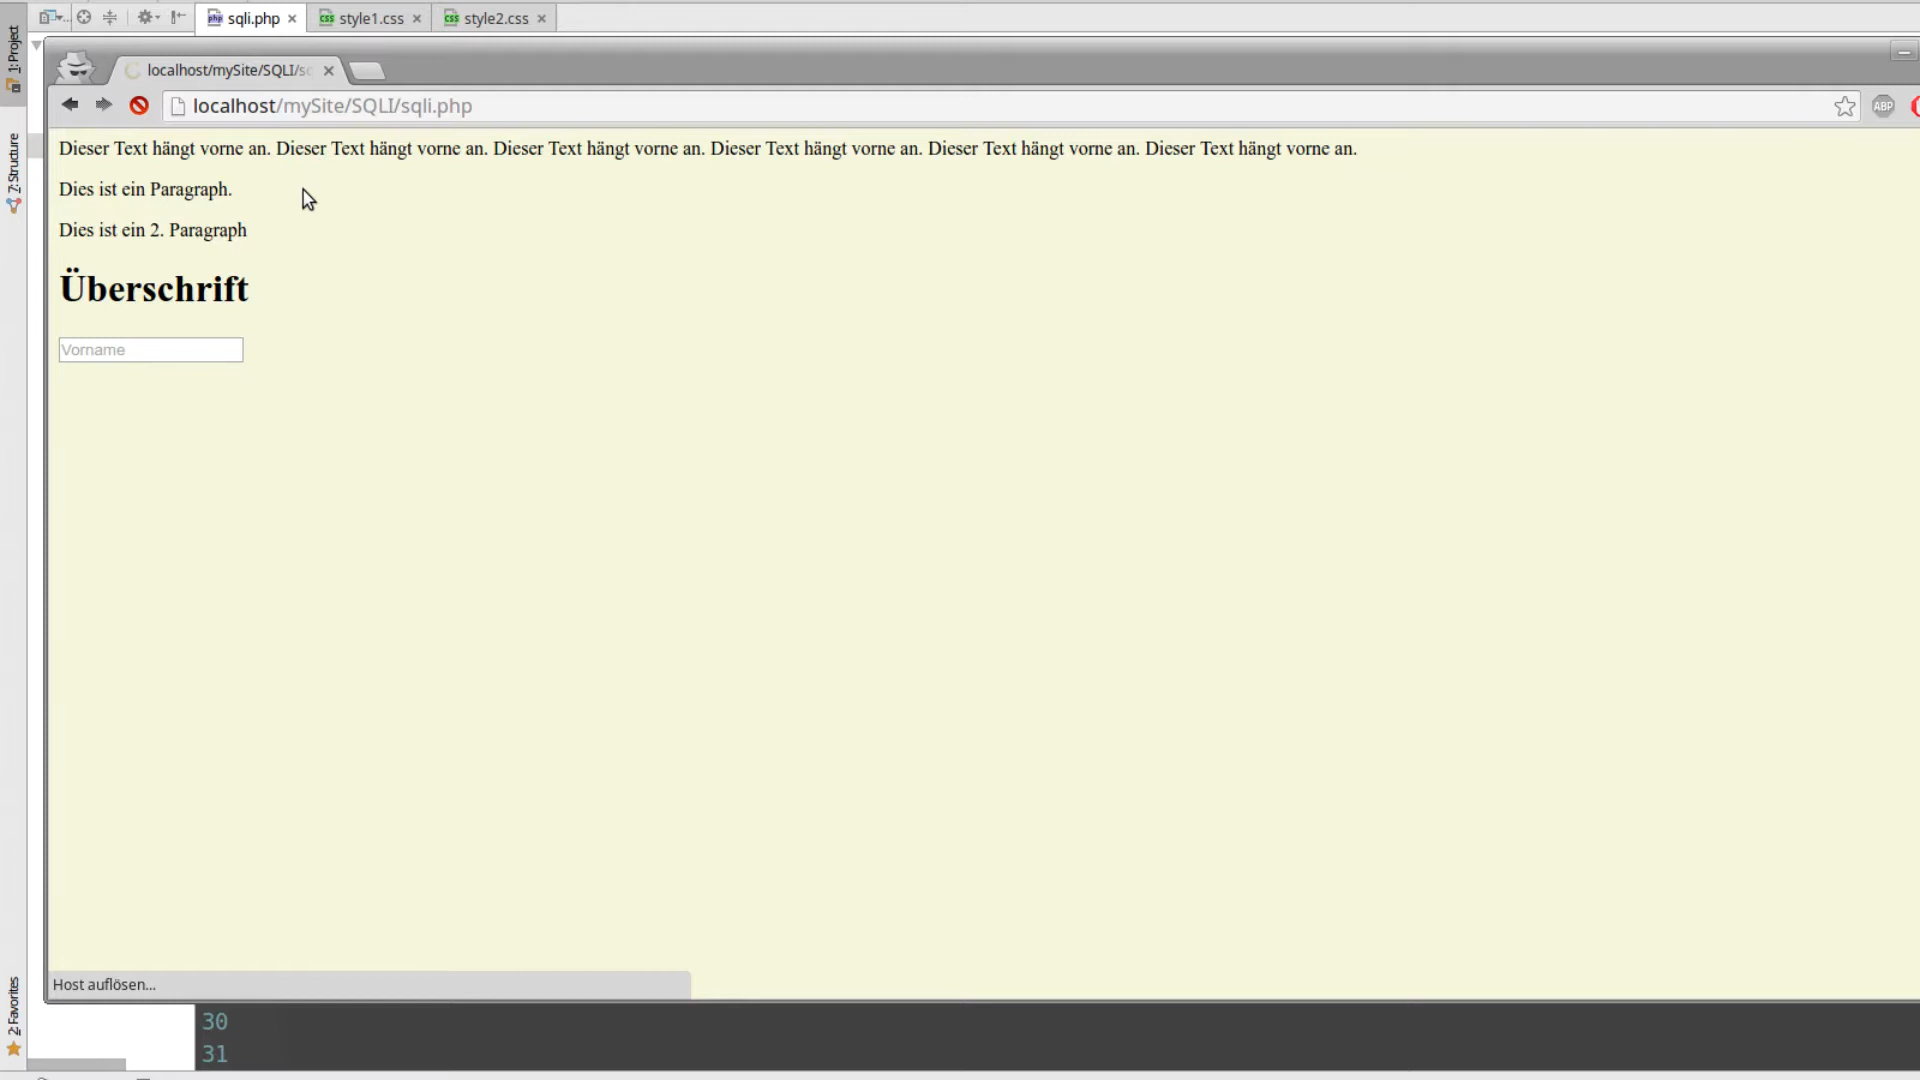 sqli.php
style1.css
style2.css
1: Project
localhost/mySite/SQLI/s
localhost/mySite/SQLI/sqli.php
ABP
7: Structure
Dieser Text hängt vorne an. Dieser Text hängt vorne an. Dieser Text hängt vorne an. Dieser Text hängt vorne an. Dieser Text hängt vorne an. Dieser Text hängt vorne an.
Dies ist ein Paragraph.
Dies ist ein 2. Paragraph
Überschrift
Vorname
Host auflösen...
2: Favorites
30
31